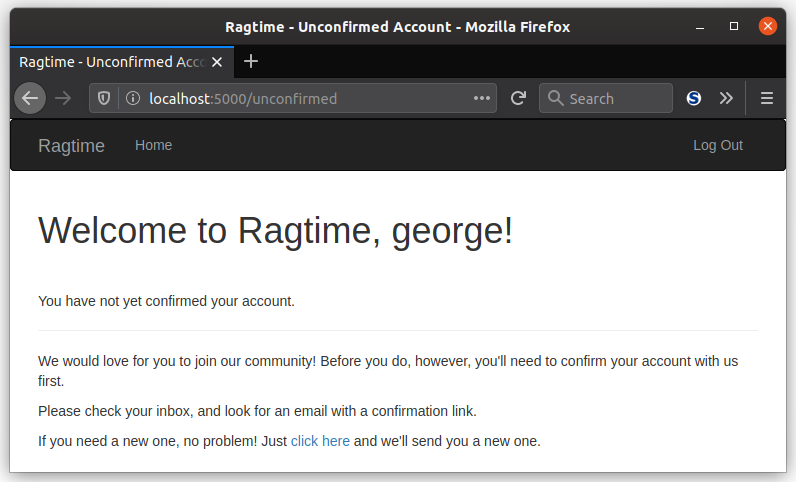 Ragtime - Unconfirmed Account - Mozilla Firefox
Ragtime - Unconfirmed Acc
localhost:5000/unconfirmed
Search
Ragtime
Home
Log Out
Welcome to Ragtime, george!
You have not yet confirmed your account.
We would love for you to join our community! Before you do, however, you'll need to confirm your account with us
first.
Please check your inbox, and look for an email with a confirmation link.
If you need a new one, no problem! Just click here and we'll send you a new one.